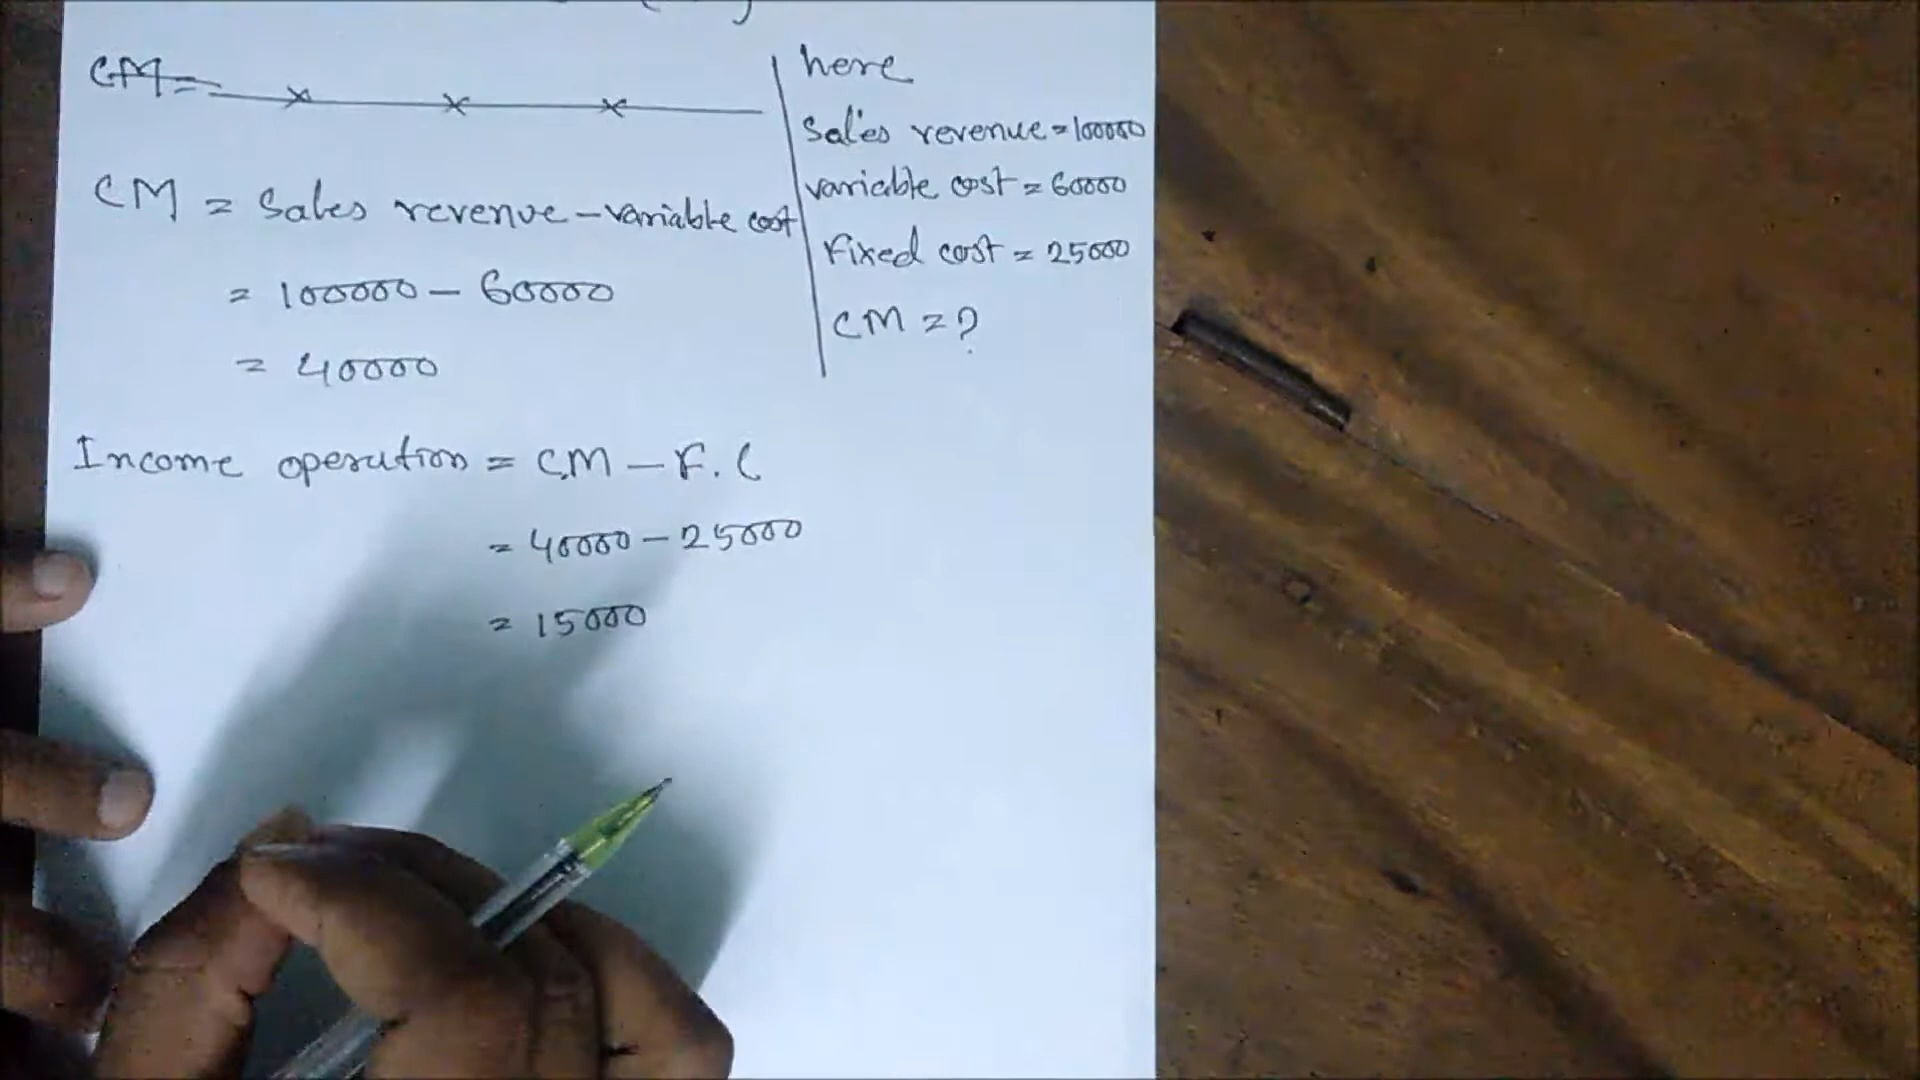 CM =
CM = Sales revenue - variable cost
= 100000 - 60000
= 40000
here
Sales revenue = 100000
variable cost = 60000
Fixed cost = 25000
CM = ?
Income operation = CM - F.C
= 40000 - 25000
= 15000